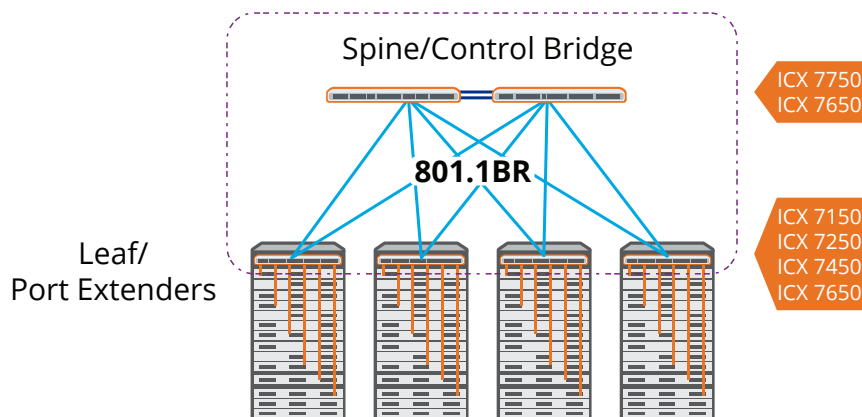 Spine/Control Bridge
ICX 7750
ICX 7650
801.1BR
Leaf/
Port Extenders
ICX 7150
ICX 7250
ICX 7450
ICX 7650